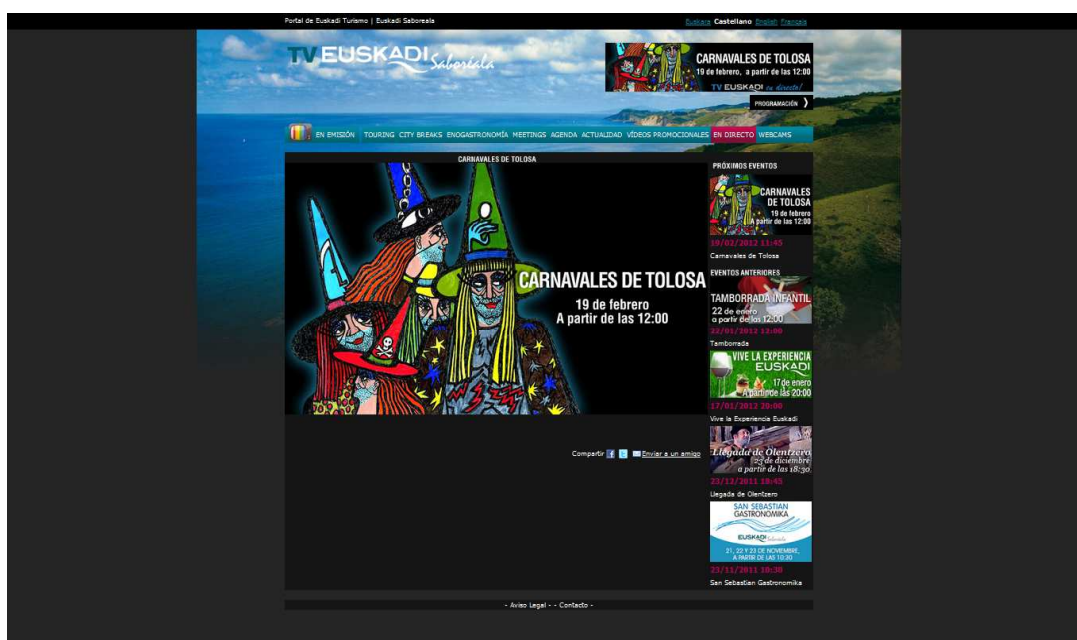 Portal de Euskadi Turismo | Euskadi Saboreala
Euskara Castellano English Français
TV EUSKADI Saboréala
CARNAVALES DE TOLOSA
19 de febrero, a partir de las 12:00
TV EUSKADI en directo!
PROGRAMACIÓN
EN EMISIÓN TOURING CITY BREAKS ENOGASTRONOMÍA MEETINGS AGENDA ACTUALIDAD VÍDEOS PROMOCIONALES EN DIRECTO WEBCAMS
CARNAVALES DE TOLOSA
CARNAVALES DE TOLOSA
19 de febrero
A partir de las 12:00
Compartir Enviar a un amigo
PRÓXIMOS EVENTOS
CARNAVALES
DE TOLOSA
19 de febrero
A partir de las 12:00
19/02/2012 11:45
Carnavales de Tolosa
EVENTOS ANTERIORES
TAMBORRADA INFANTIL
22 de enero
a partir de las 12:00
22/01/2012 12:00
Tamborrada
VIVE LA EXPERIENCIA
EUSKADI
17 de enero
A partir de las 20:00
17/01/2012 20:00
Vive la Experiencia Euskadi
Llegada de Olentzero
23 de diciembre
a partir de las 18:30
23/12/2011 18:45
Llegada de Olentzero
SAN SEBASTIAN
GASTRONOMIKA
EUSKADI
21, 22 Y 23 DE NOVIEMBRE,
A PARTIR DE LAS 10:30
23/11/2011 10:30
San Sebastian Gastronomika
- Aviso Legal - - Contacto -